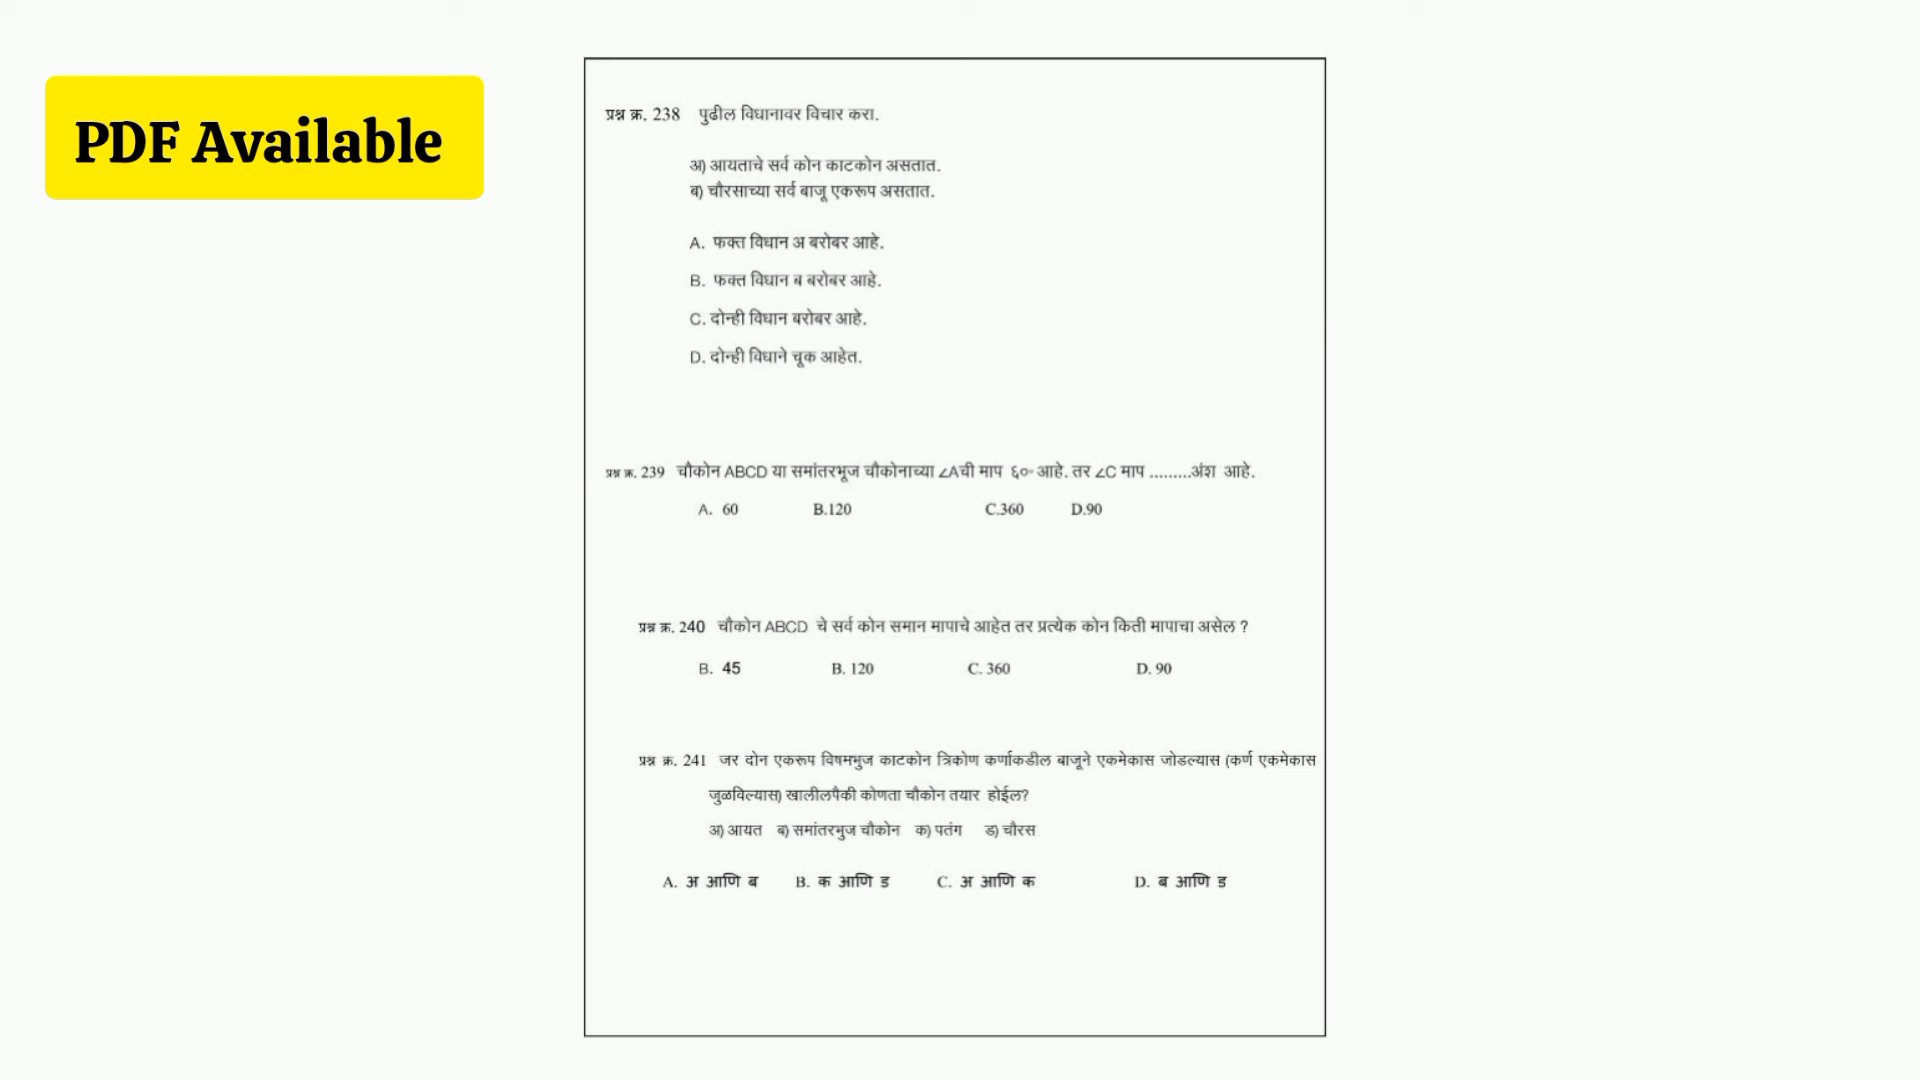 PDF Available
प्रश्न क्र. 238 पुढील विधानावर विचार करा.
अ) आयताचे सर्व कोन काटकोन असतात.
ब) चौरसाच्या सर्व बाजू एकरूप असतात.
A. फक्त विधान अ बरोबर आहे.
B. फक्त विधान ब बरोबर आहे.
C. दोन्ही विधान बरोबर आहे.
D. दोन्ही विधाने चूक आहेत.
प्रश्न क्र. 239 चौकोन ABCD या समांतरभूज चौकोनाच्या ∠Aची माप ६०॰ आहे. तर ∠C माप .........अंश आहे.
A. 60 B.120 C.360 D.90
प्रश्न क्र. 240 चौकोन ABCD चे सर्व कोन समान मापाचे आहेत तर प्रत्येक कोन किती मापाचा असेल ?
B. 45 B. 120 C. 360 D. 90
प्रश्न क्र. 241 जर दोन एकरूप विषमभुज काटकोन त्रिकोण कर्णाकडील बाजूने एकमेकास जोडल्यास (कर्ण एकमेकास
जुळविल्यास) खालीलपैकी कोणता चौकोन तयार होईल?
अ) आयत ब) समांतरभुज चौकोन क) पतंग ड) चौरस
A. अ आणि ब B. क आणि ड C. अ आणि क D. ब आणि ड